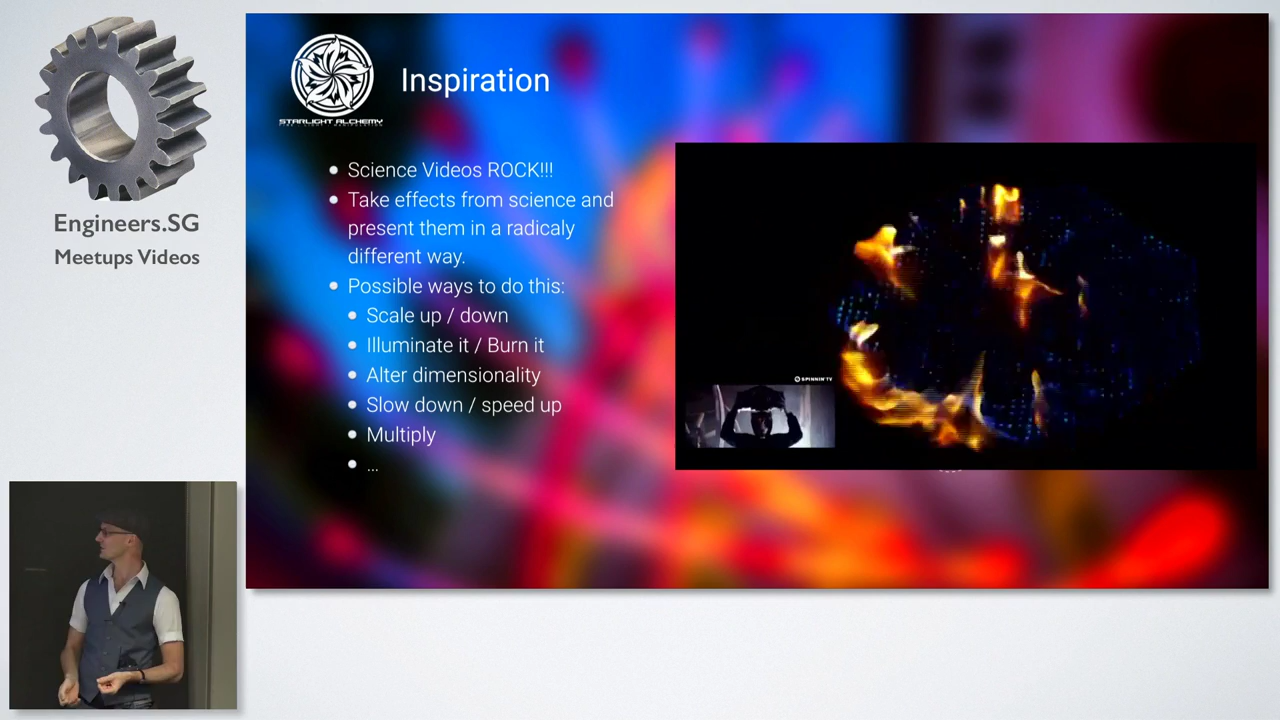 Engineers.SG
Meetups Videos
STARLIGHT ALCHEMY
Inspiration
Science Videos ROCK!!!
Take effects from science and
present them in a radicaly
different way.
Possible ways to do this:
Scale up / down
Illuminate it / Burn it
Alter dimensionality
Slow down / speed up
Multiply
...
SPINNIN' TV